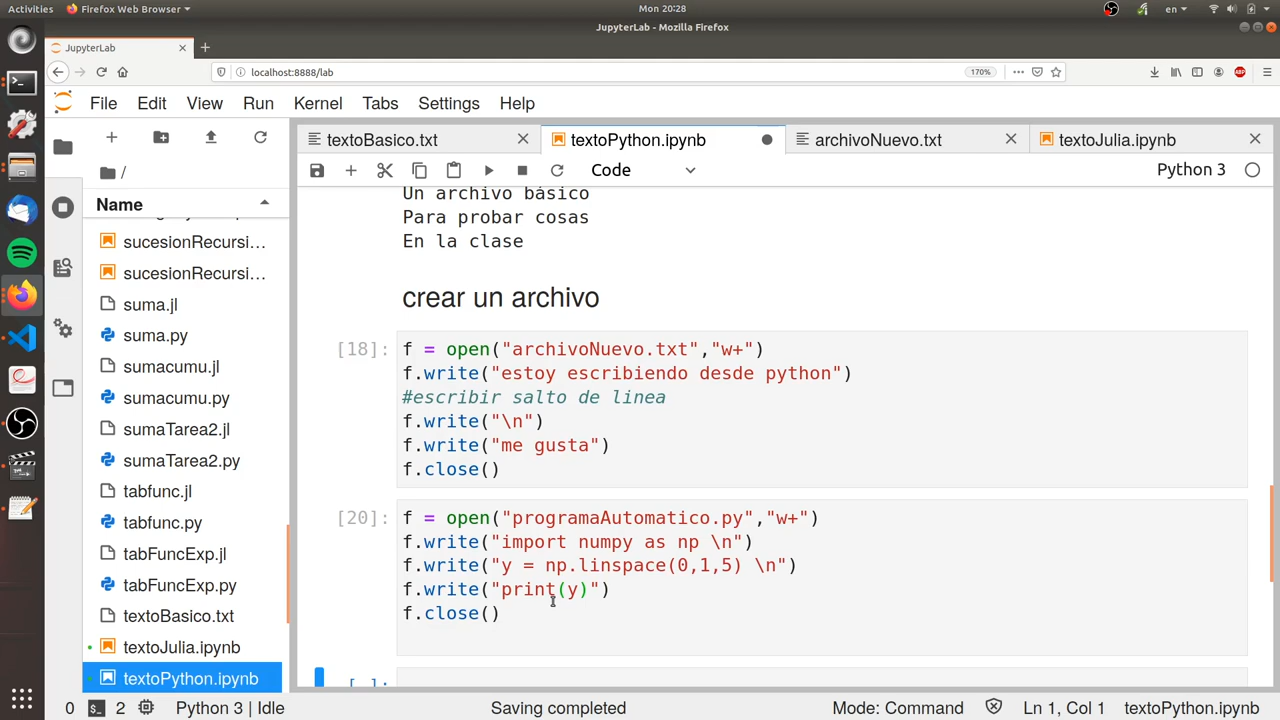 Activities
Firefox Web Browser
Mon 20:28
en
JupyterLab - Mozilla Firefox
JupyterLab
localhost:8888/lab
170%
ABP
File Edit View Run Kernel Tabs Settings Help
textoBasico.txt
textoPython.ipynb
archivoNuevo.txt
textoJulia.ipynb
Code
Python 3
/
Name
sucesionRecursi...
sucesionRecursi...
suma.jl
suma.py
sumacumu.jl
sumacumu.py
sumaTarea2.jl
sumaTarea2.py
tabfunc.jl
tabfunc.py
tabFuncExp.jl
tabFuncExp.py
textoBasico.txt
textoJulia.ipynb
textoPython.ipynb
Un archivo básico
Para probar cosas
En la clase
crear un archivo
[18]:
f = open("archivoNuevo.txt","w+")
f.write("estoy escribiendo desde python")
#escribir salto de linea
f.write("\n")
f.write("me gusta")
f.close()
[20]:
f = open("programaAutomatico.py","w+")
f.write("import numpy as np \n")
f.write("y = np.linspace(0,1,5) \n")
f.write("print(y)")
f.close()
[ ]:
0
2
Python 3 | Idle
Saving completed
Mode: Command
Ln 1, Col 1
textoPython.ipynb